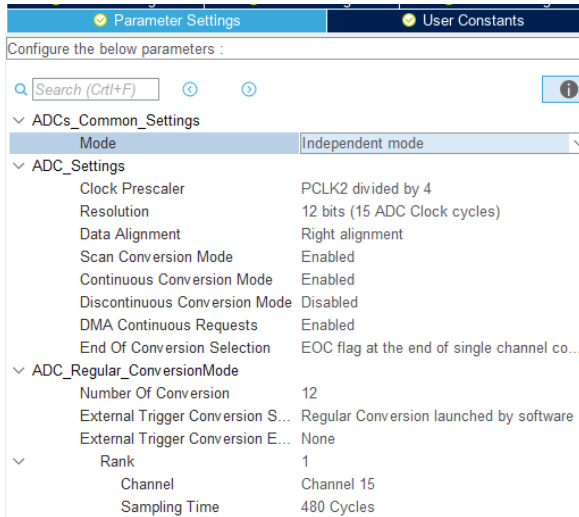 Parameter Settings
User Constants
Configure the below parameters :
Search (Crtl+F)
ADCs_Common_Settings
Mode Independent mode
ADC_Settings
Clock Prescaler PCLK2 divided by 4
Resolution 12 bits (15 ADC Clock cycles)
Data Alignment Right alignment
Scan Conversion Mode Enabled
Continuous Conversion Mode Enabled
Discontinuous Conversion Mode Disabled
DMA Continuous Requests Enabled
End Of Conversion Selection EOC flag at the end of single channel co...
ADC_Regular_ConversionMode
Number Of Conversion 12
External Trigger Conversion S... Regular Conversion launched by software
External Trigger Conversion E... None
Rank 1
Channel Channel 15
Sampling Time 480 Cycles